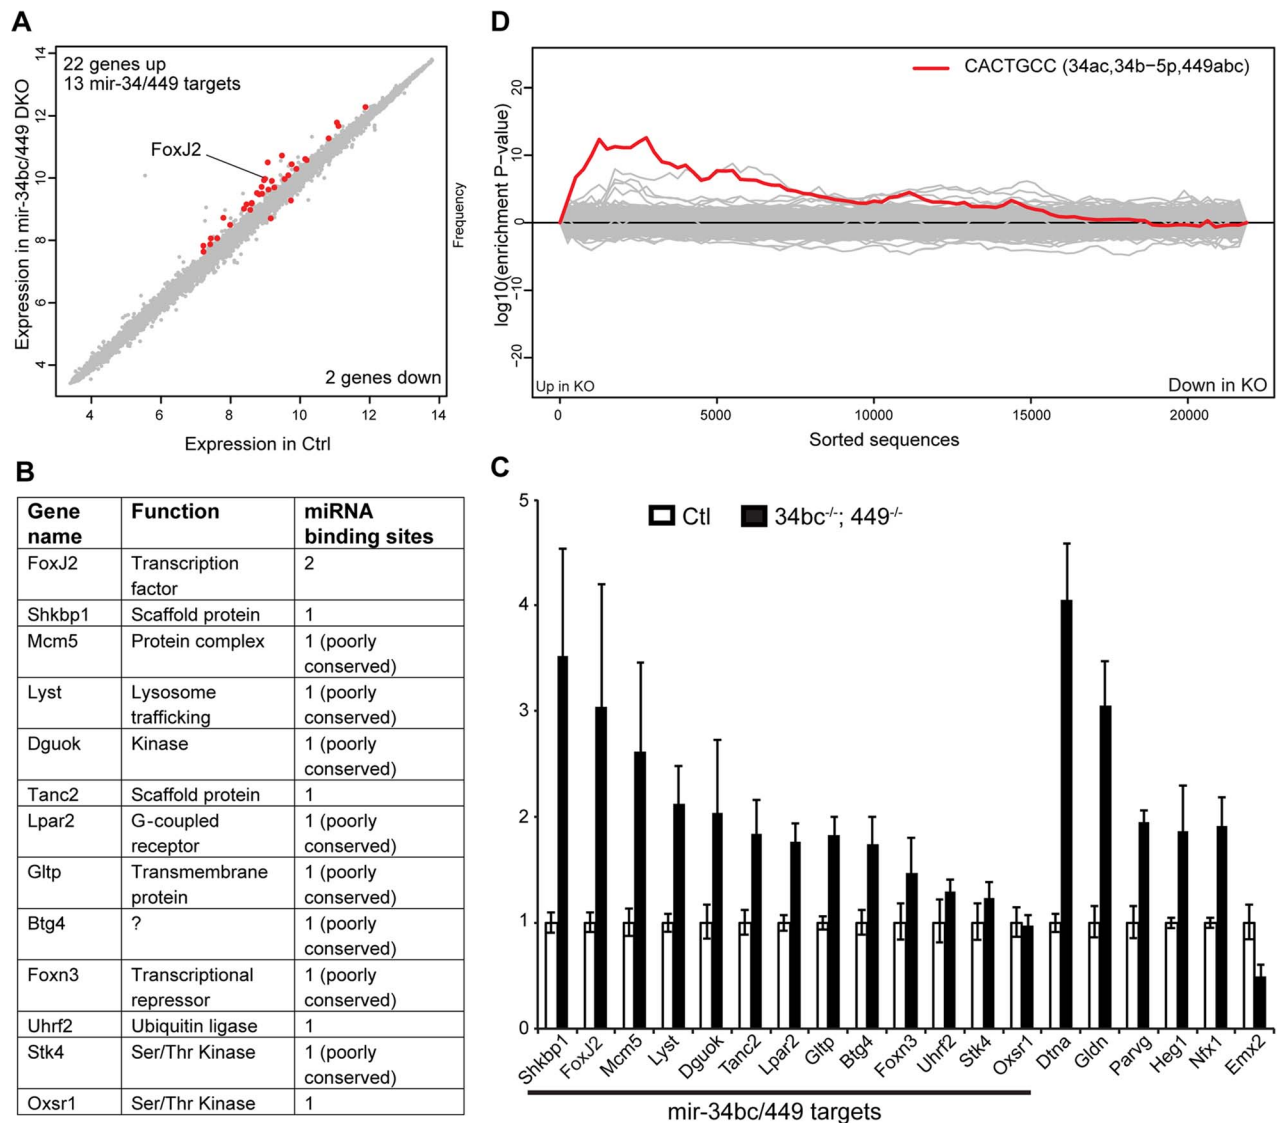 A
22 genes up
13 mir-34/449 targets
FoxJ2
2 genes down
Expression in mir-34bc/449 DKO
14
12
10
8
6
4
4 6 8 10 12 14
Expression in Ctrl
Frequency
D
CACTGCC (34ac,34b−5p,449abc)
log10(enrichment P−value)
20
10
0
−10
−20
Up in KO
Down in KO
0 5000 10000 15000 20000
Sorted sequences
B
Gene name
Function
miRNA binding sites
FoxJ2
Transcription
factor
2
Shkbp1 Scaffold protein 1
Mcm5 Protein complex 1 (poorly
conserved)
Lyst
Lysosome
trafficking
1 (poorly
conserved)
Dguok Kinase 1 (poorly
conserved)
Tanc2 Scaffold protein 1
Lpar2
G-coupled
receptor
1 (poorly
conserved)
Gltp
Transmembrane
protein
1 (poorly
conserved)
Btg4 ? 1 (poorly
conserved)
Foxn3
Transcriptional
repressor
1 (poorly
conserved)
Uhrf2 Ubiquitin ligase 1
Stk4 Ser/Thr Kinase 1 (poorly
conserved)
Oxsr1 Ser/Thr Kinase 1
C
Ctl 34bc-/-; 449-/-
5
4
3
2
1
0
Shkbp1 FoxJ2 Mcm5 Lyst Dguok Tanc2 Lpar2 Gltp Btg4 Foxn3 Uhrf2 Stk4 Oxsr1 Dtna Gldn Parvg Heg1 Nfx1 Emx2
mir-34bc/449 targets